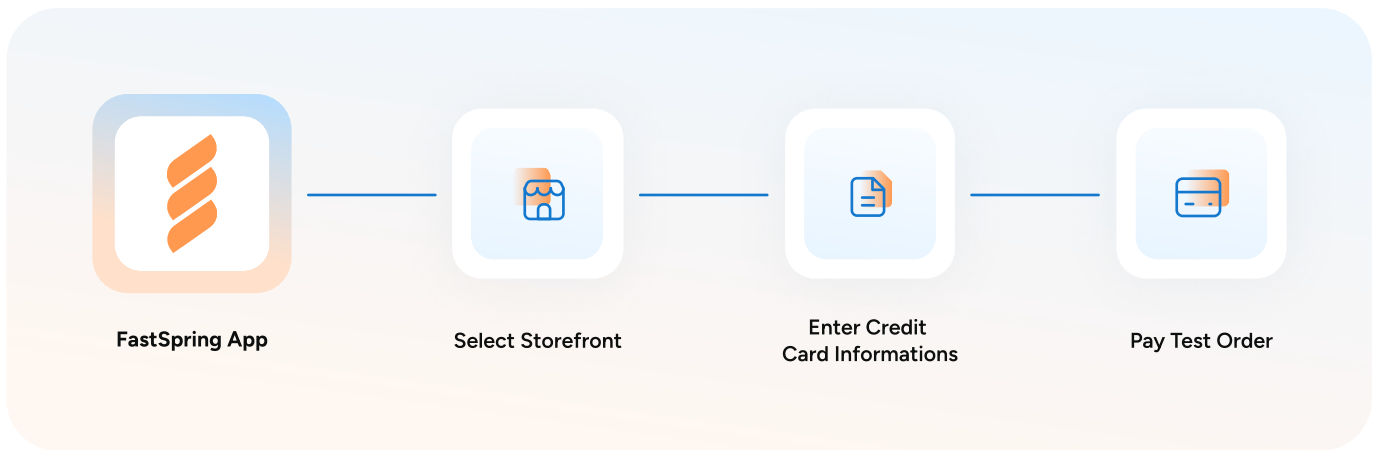 FastSpring App
Select Storefront
Enter Credit
Card Informations
Pay Test Order